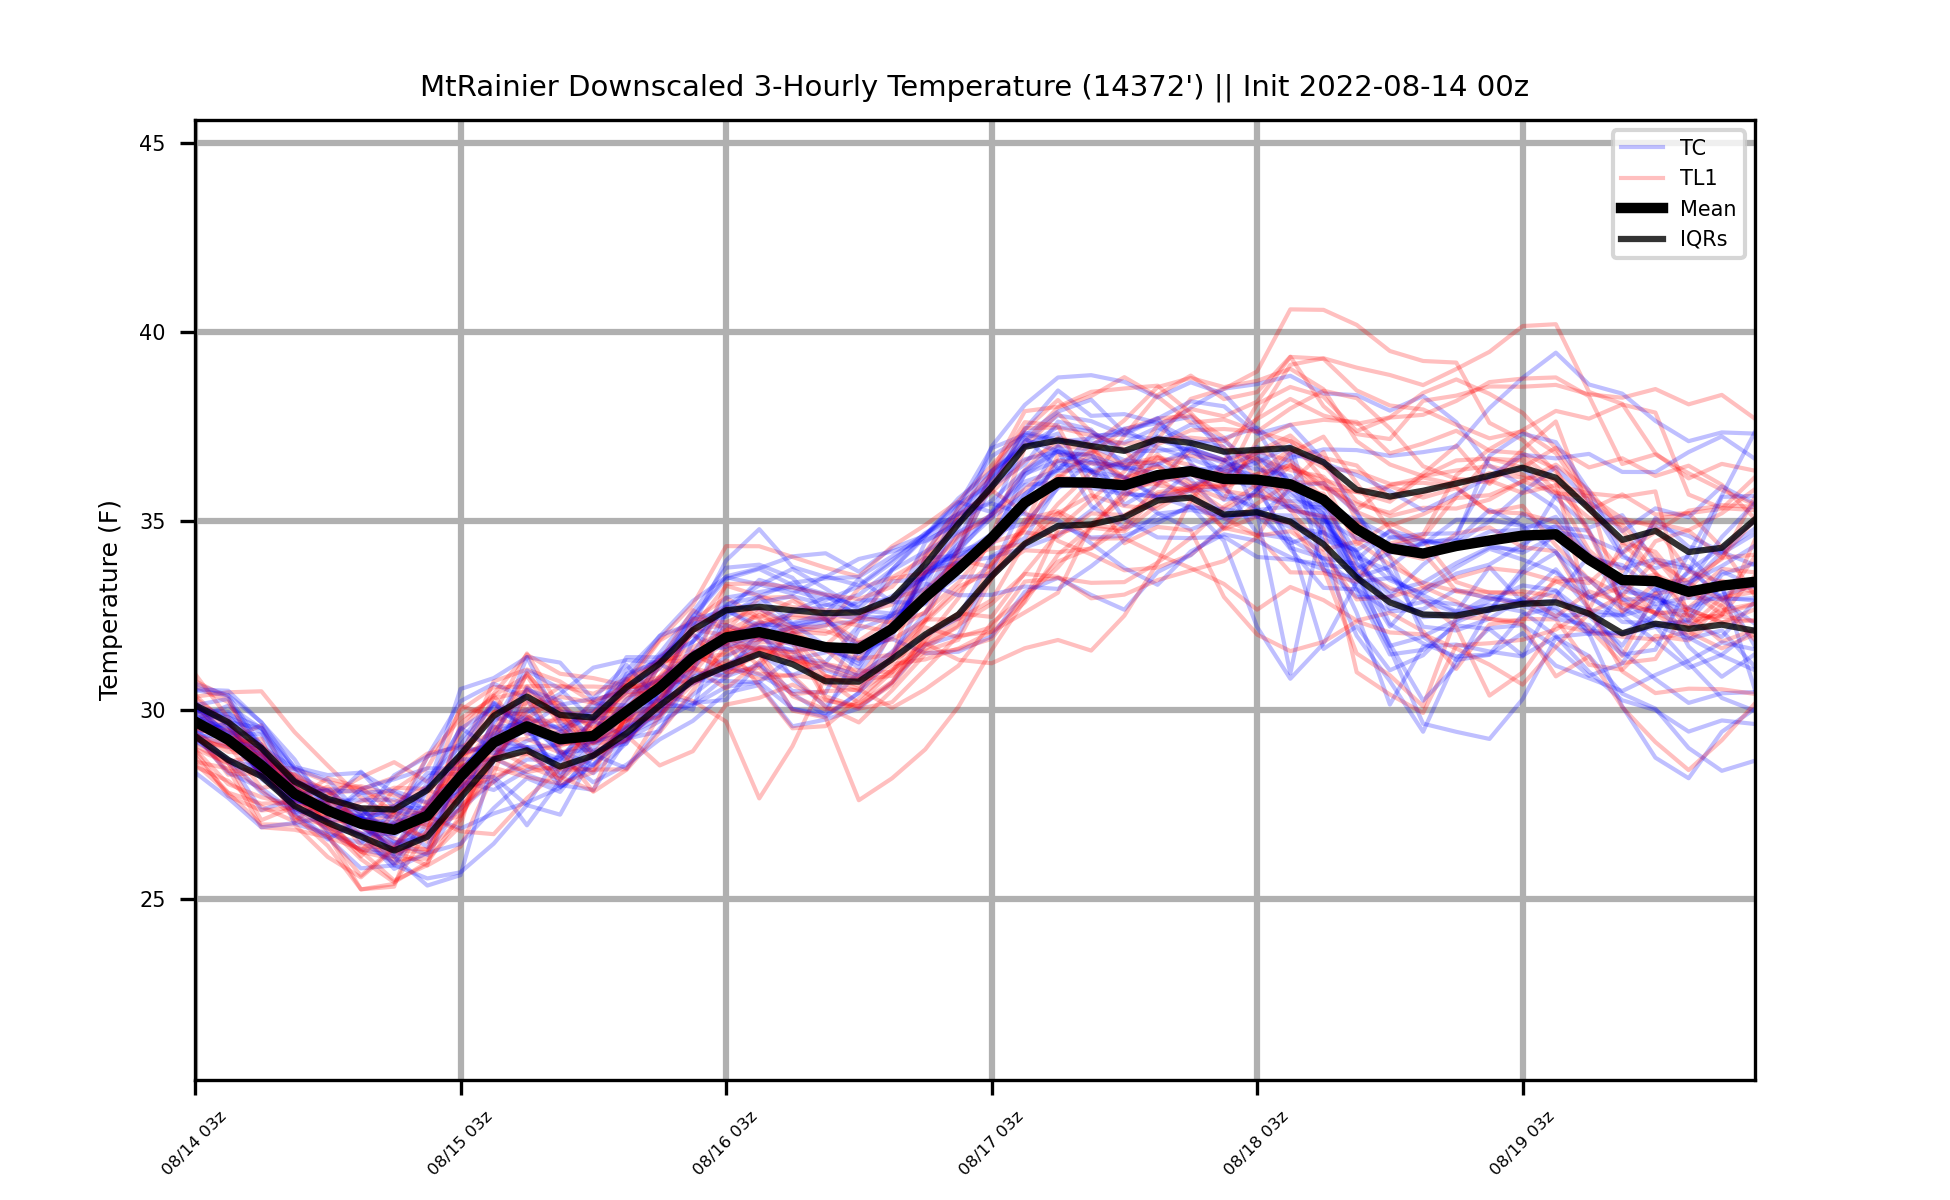 MtRainier Downscaled 3-Hourly Temperature (14372') || Init 2022-08-14 00z
TC
TL1
Mean
IQRs
Temperature (F)
45
40
35
30
25
08/14 03z
08/15 03z
08/16 03z
08/17 03z
08/18 03z
08/19 03z